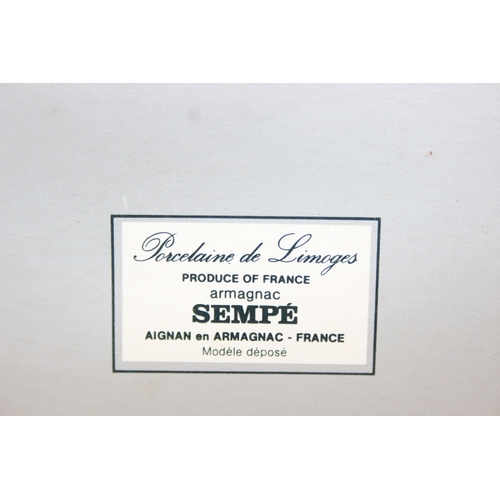 Porcelaine de Limoges
PRODUCE OF FRANCE
armagnac
SEMPÉ
AIGNAN en ARMAGNAC - FRANCE
Modèle déposé